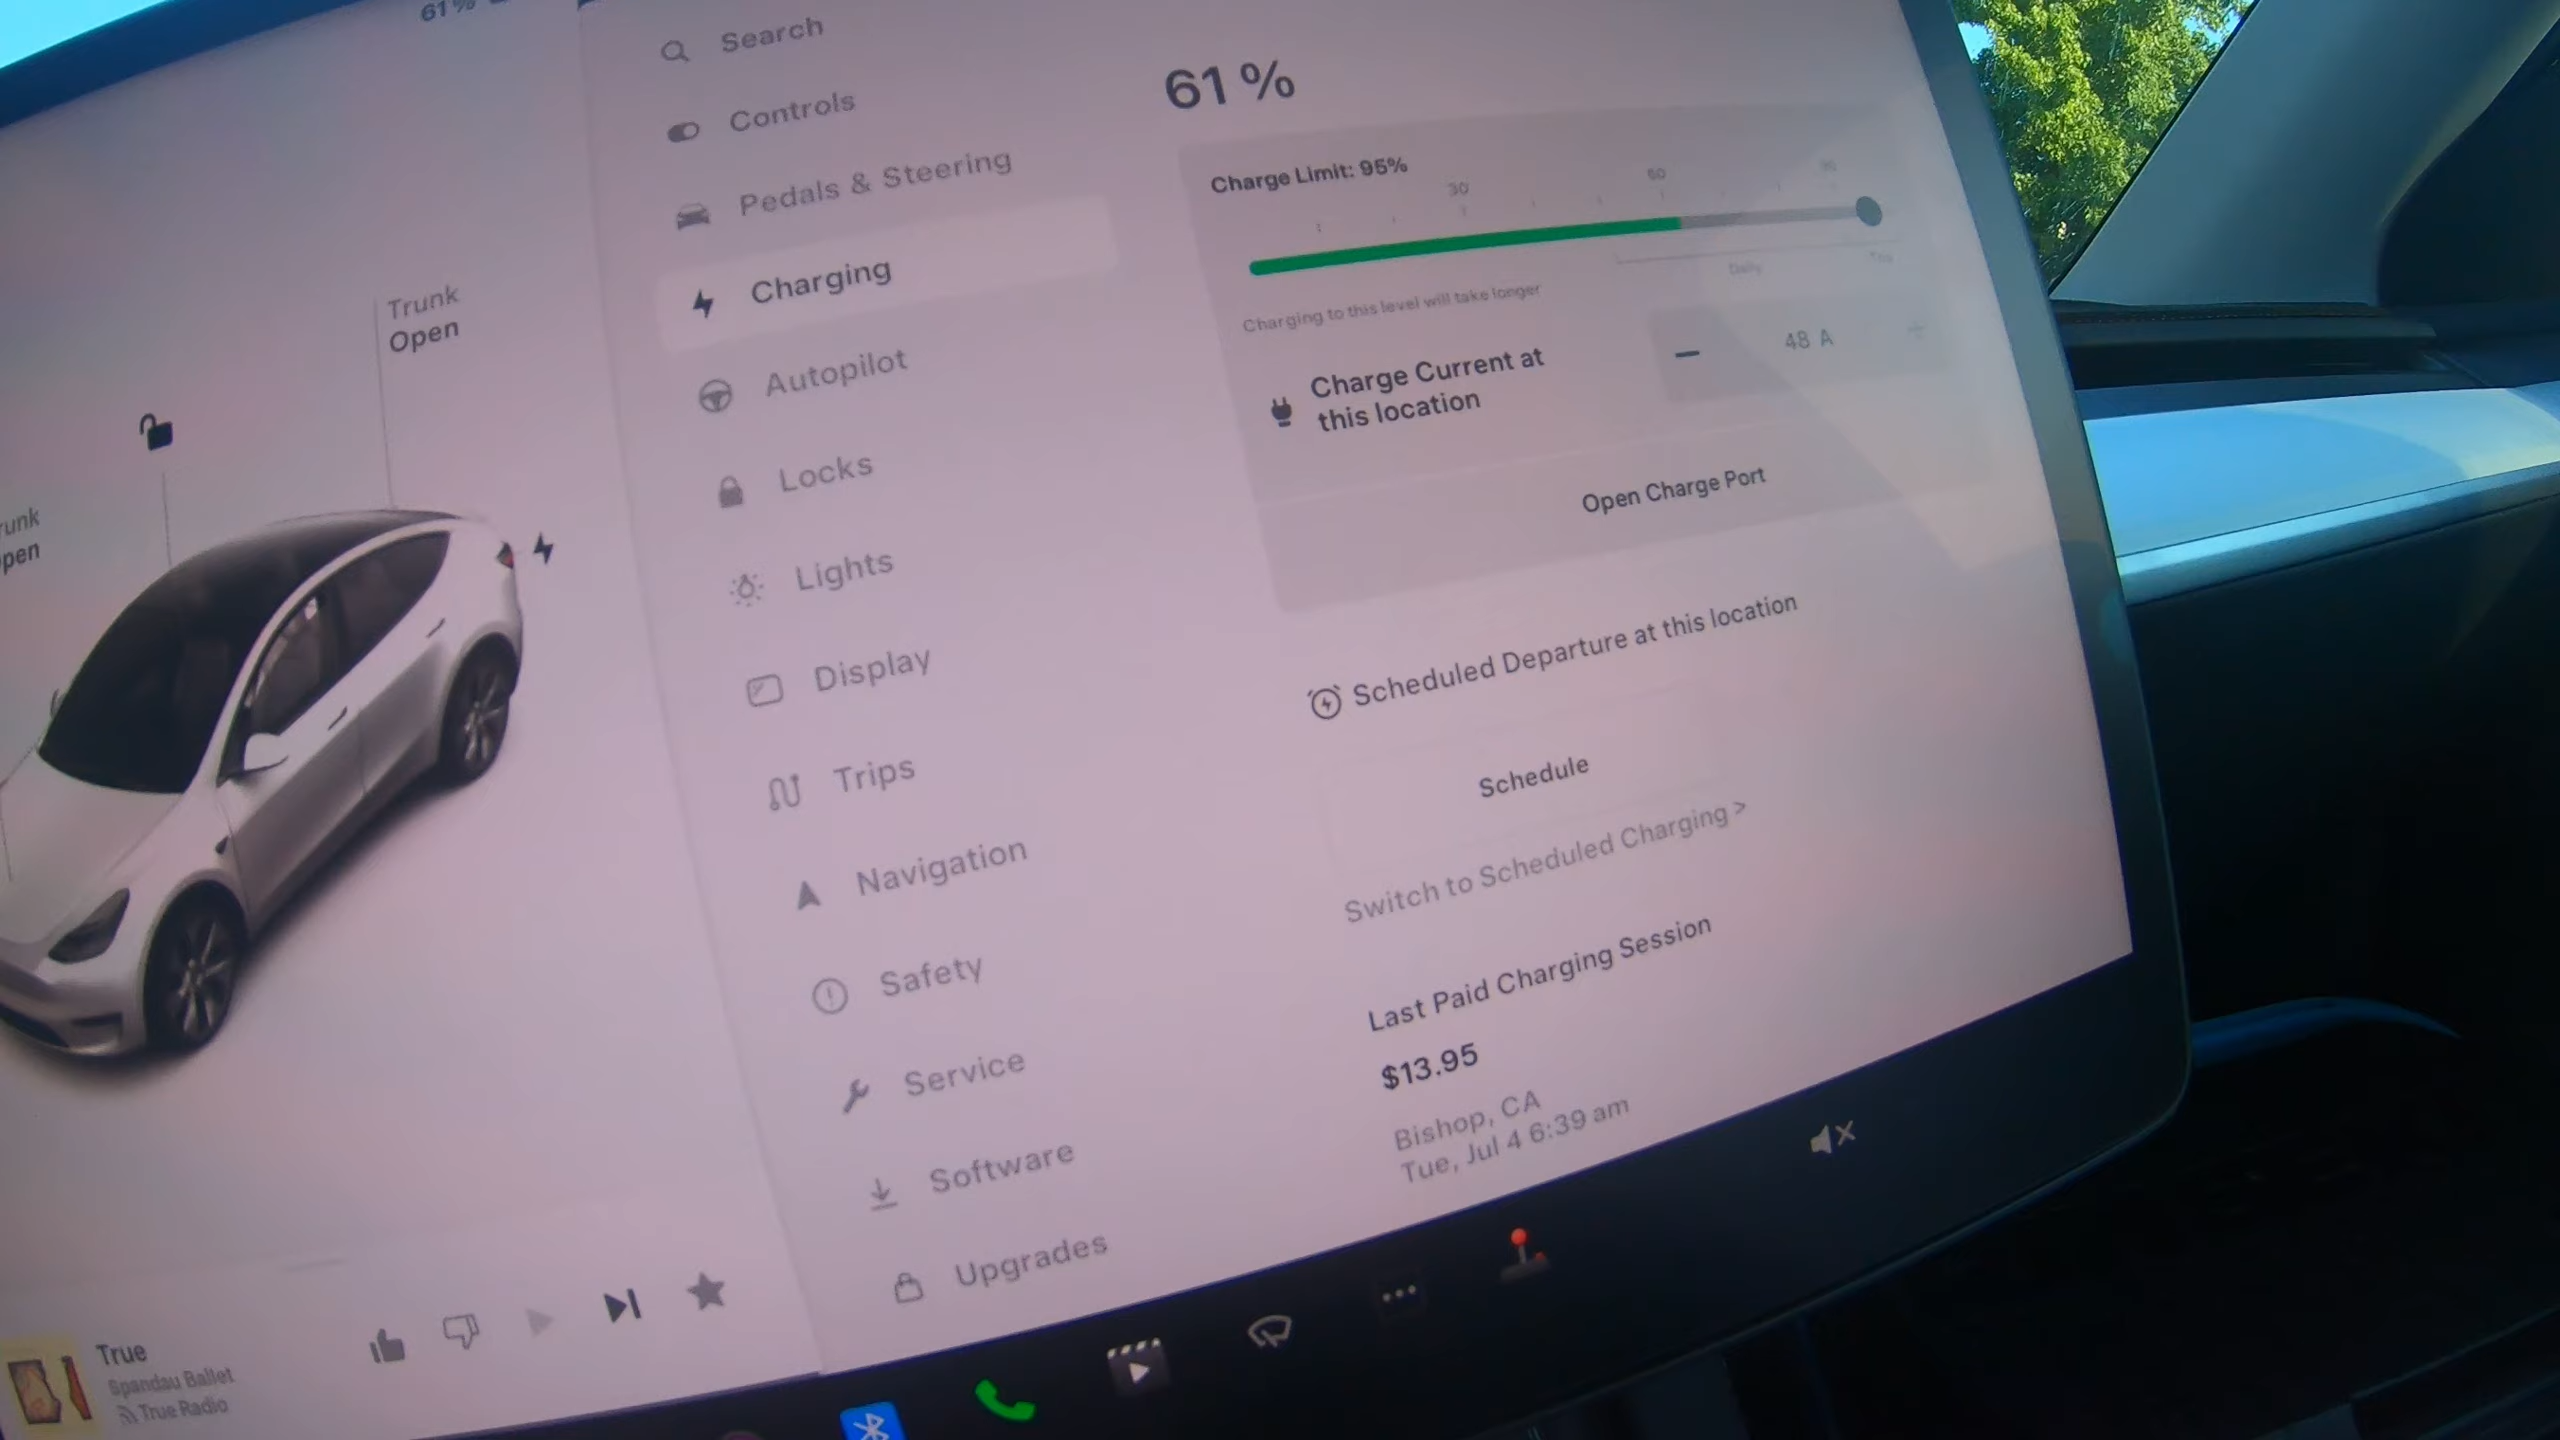 61%
Trunk
Open
Search
Controls
Pedals & Steering
Charging
Autopilot
Locks
Lights
Display
Trips
Navigation
Safety
Service
Software
Upgrades
61 %
Charge Limit: 95%
30
60
Daily
Charging to this level will take longer
Charge Current at
this location
48 A
Open Charge Port
Scheduled Departure at this location
Schedule
Switch to Scheduled Charging >
Last Paid Charging Session
$13.95
Bishop, CA
Tue, Jul 4 6:39 am
True
Spandau Ballet
True Radio